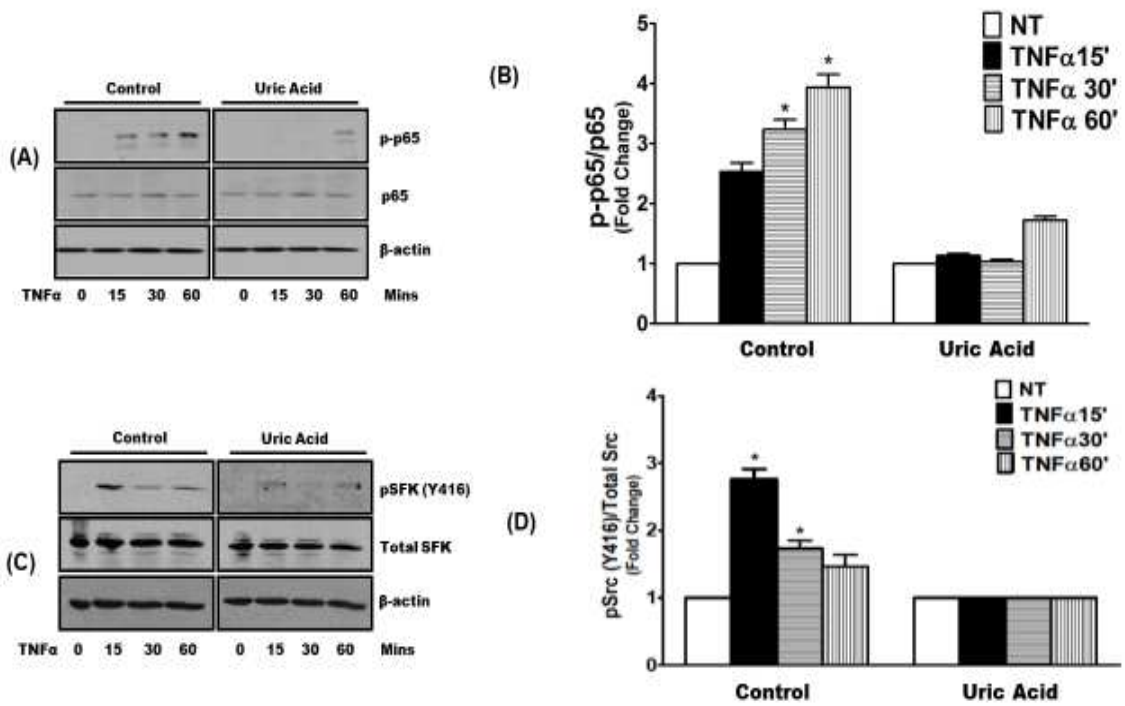 (A)
Control Uric Acid
p-p65
p65
β-actin
TNFα 0 15 30 60 0 15 30 60 Mins
(B)
p-p65/p65
(Fold Change)
5
4
3
2
1
0
* *
NT
TNFα15'
TNFα 30'
TNFα 60'
Control Uric Acid
(C)
Control Uric Acid
pSFK (Y416)
Total SFK
β-actin
TNFα 0 15 30 60 0 15 30 60 Mins
(D)
pSrc (Y416)/Total Src
(Fold Change)
4
3
2
1
0
* *
NT
TNFα15'
TNFα30'
TNFα60'
Control Uric Acid